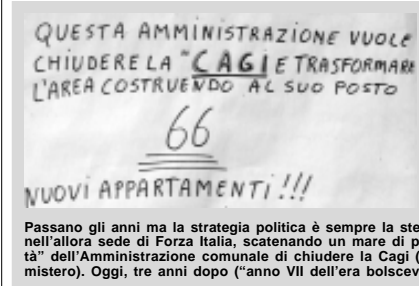 QUESTA AMMINISTRAZIONE VUOLE
CHIUDERE LA "CAGI E TRASFORMARE
L'AREA COSTRUENDO AL SUO POSTO
66
NUOVI APPARTAMENTI!!!
Passano gli anni ma la strategia politica è sempre la ste
nell'allora sede di Forza Italia, scatenando un mare di p
tà" dell'Amministrazione comunale di chiudere la Cagi (
mistero). Oggi, tre anni dopo ("anno VII dell'era bolscev